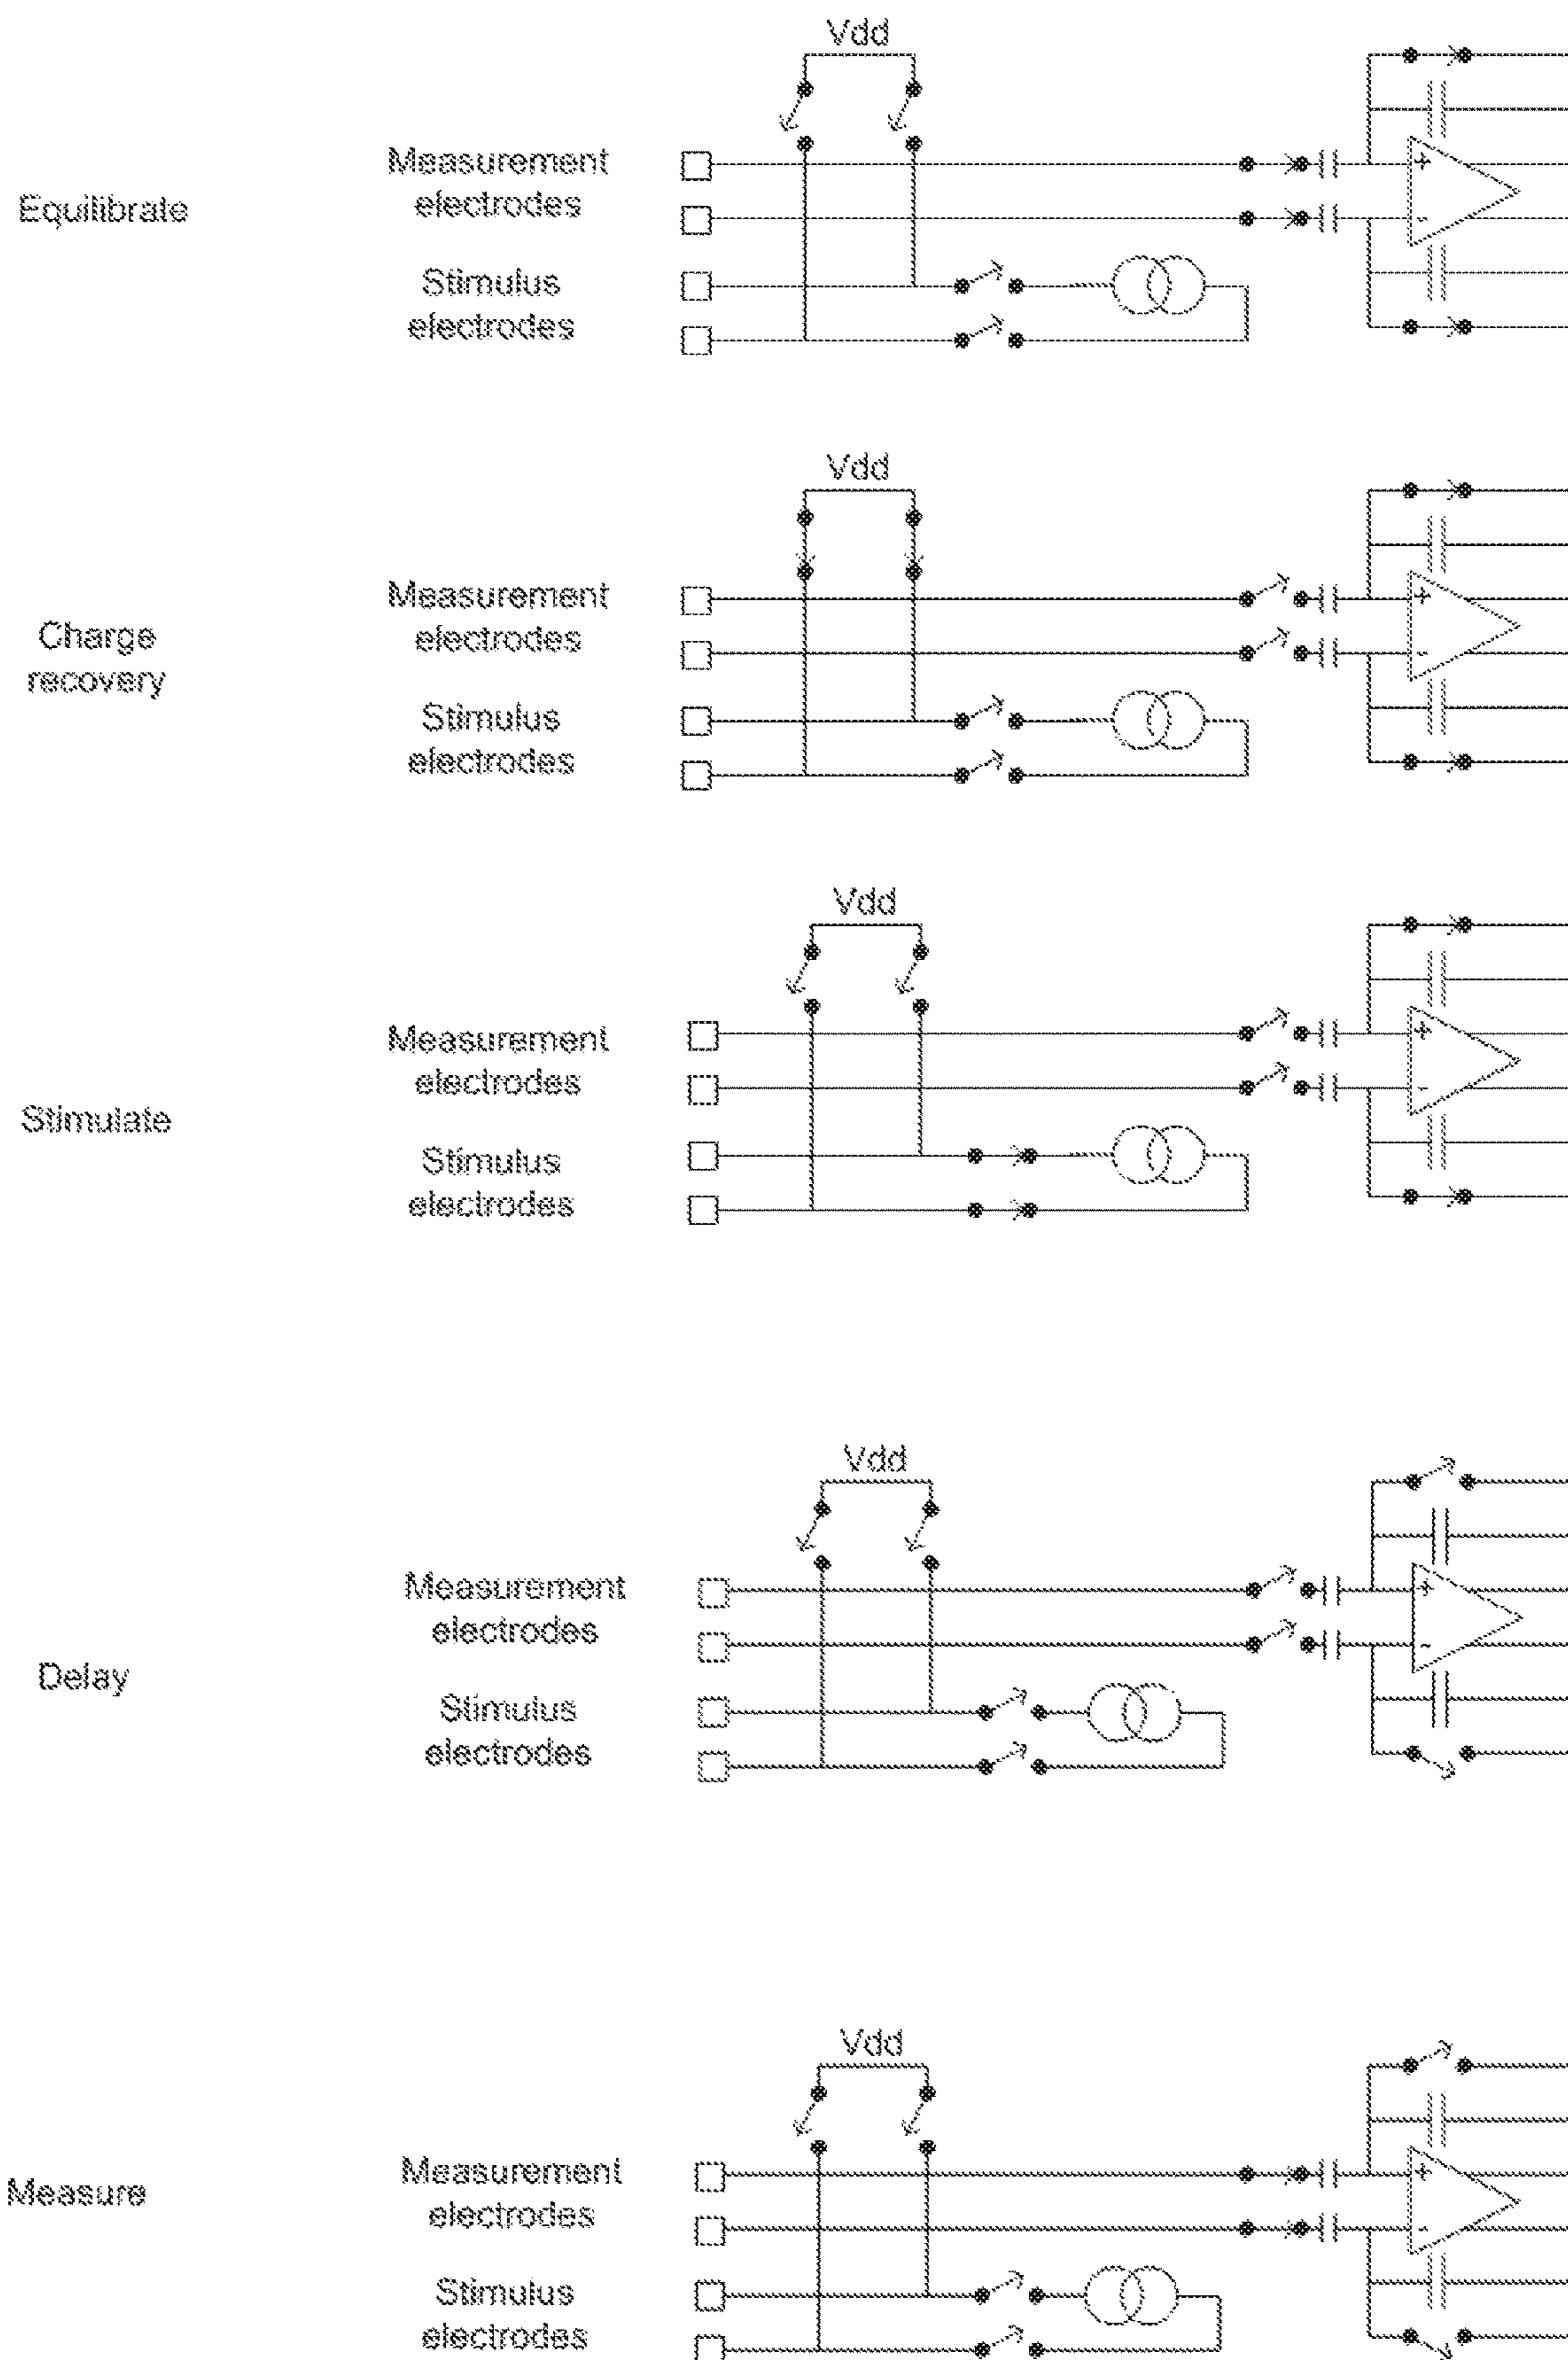 Vdd
Measurement
electrodes
Equilibrate
Stimulus
electrodes
+
-
Vdd
Measurement
electrodes
Charge
recovery
Stimulus
electrodes
+
-
Vdd
Measurement
electrodes
Stimulate
Stimulus
electrodes
+
-
Vdd
Measurement
electrodes
Delay
Stimulus
electrodes
+
-
Vdd
Measurement
electrodes
Measure
Stimulus
electrodes
+
-